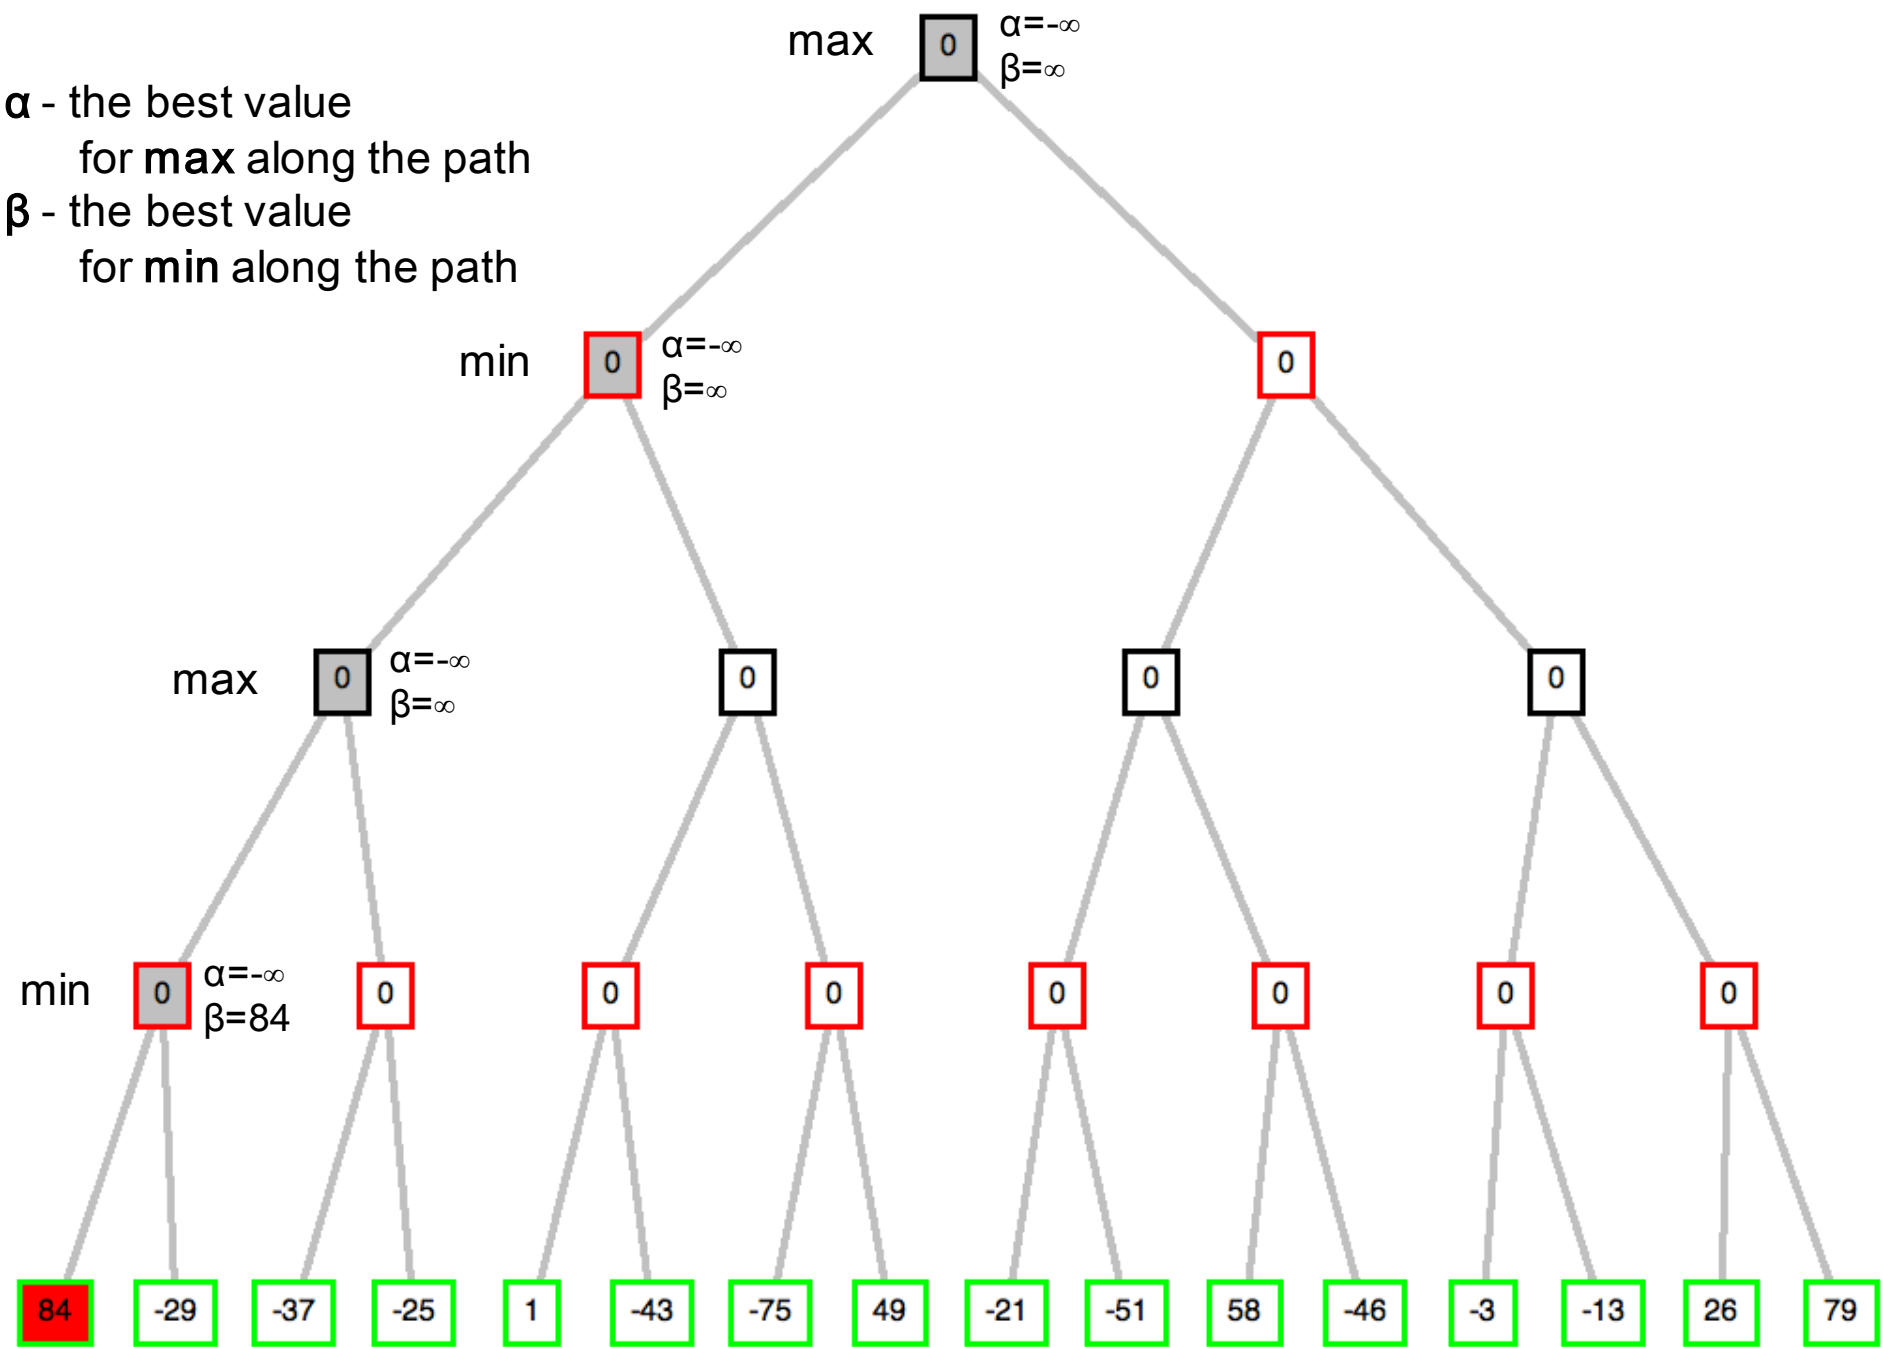 max
0
α=-∞
β=∞
α - the best value
for max along the path
β - the best value
for min along the path
min
0
α=-∞
β=∞
0
max
0
α=-∞
β=∞
0
0
0
min
0
α=-∞
β=84
0
0
0
0
0
0
0
84
-29
-37
-25
1
-43
-75
49
-21
-51
58
-46
-3
-13
26
79